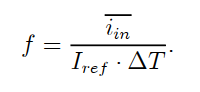 f = \frac{\overline{i_{in}}}{I_{ref} \cdot \Delta T}.